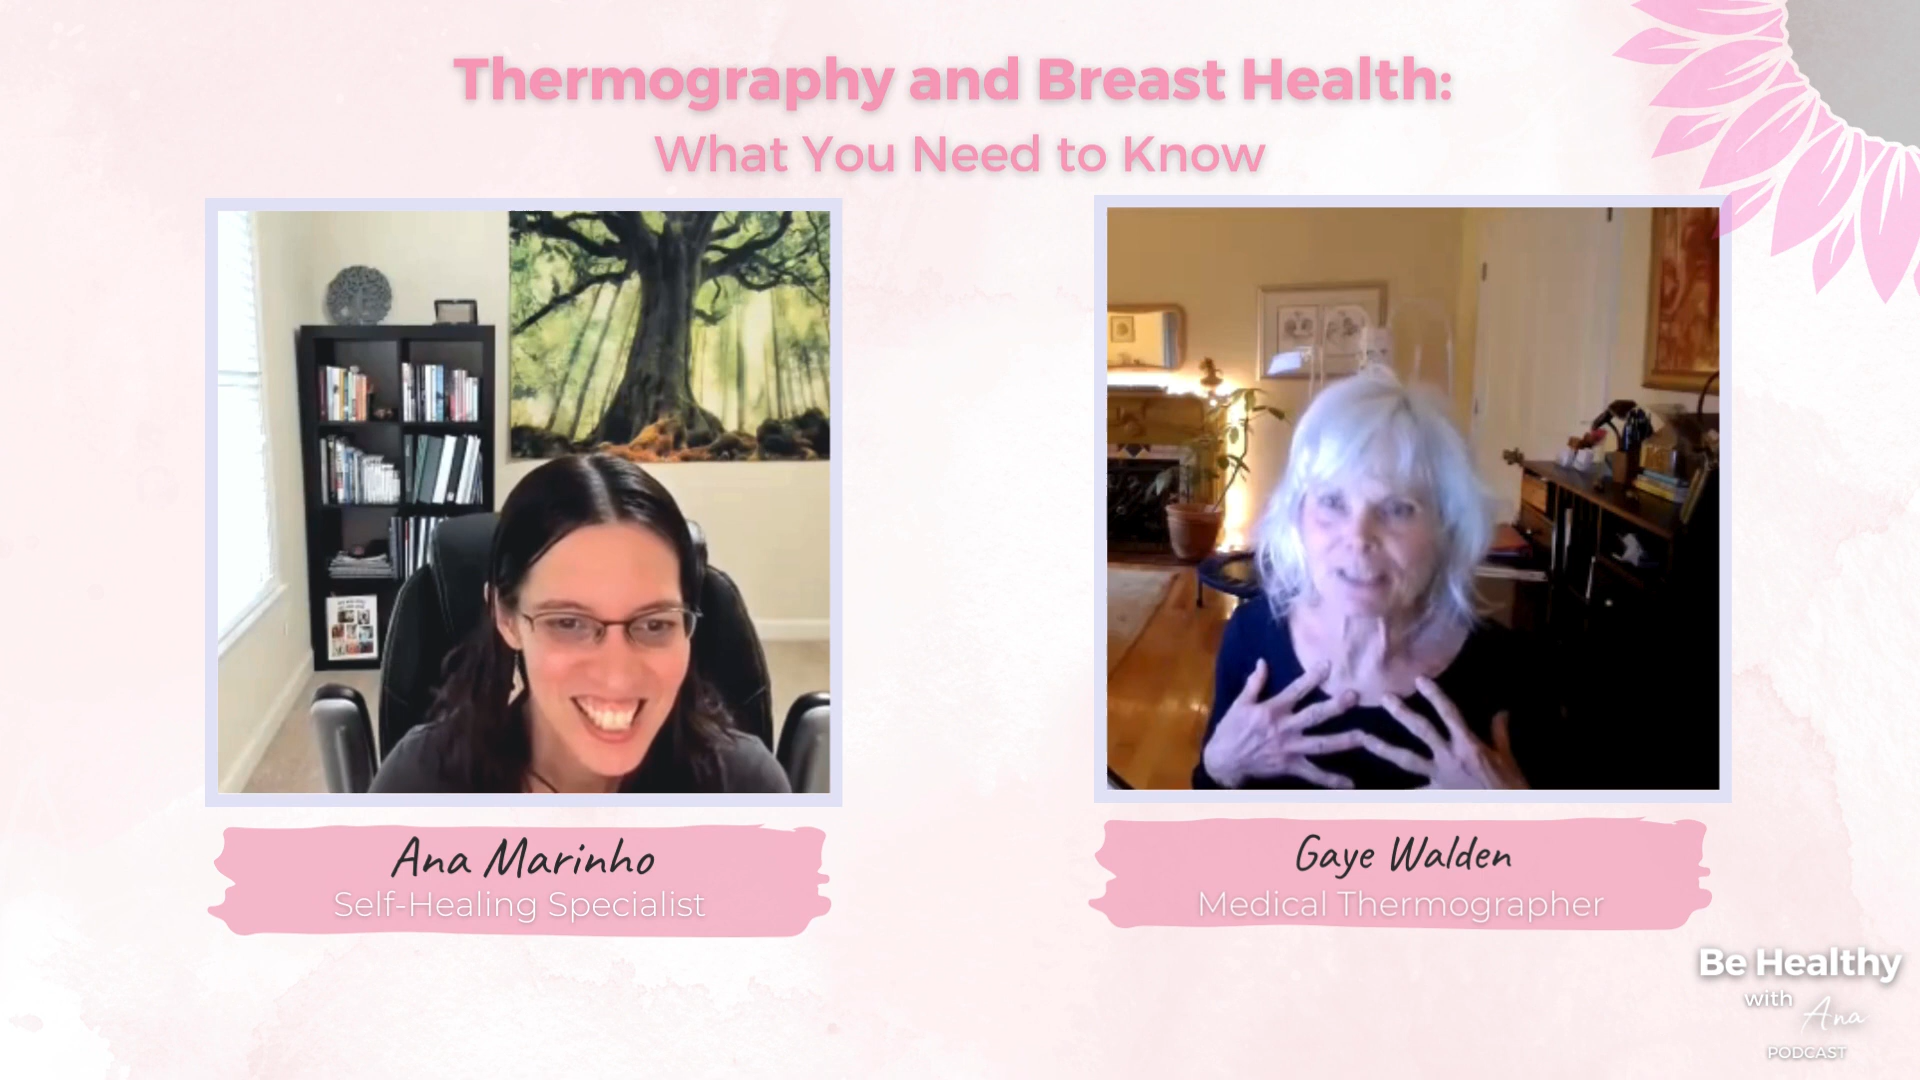 Thermography and Breast Health:
What You Need to Know
Ana Marinho
Self-Healing Specialist
Gaye Walden
Medical Thermographer
Be Healthy
with
Ana
PODCAST